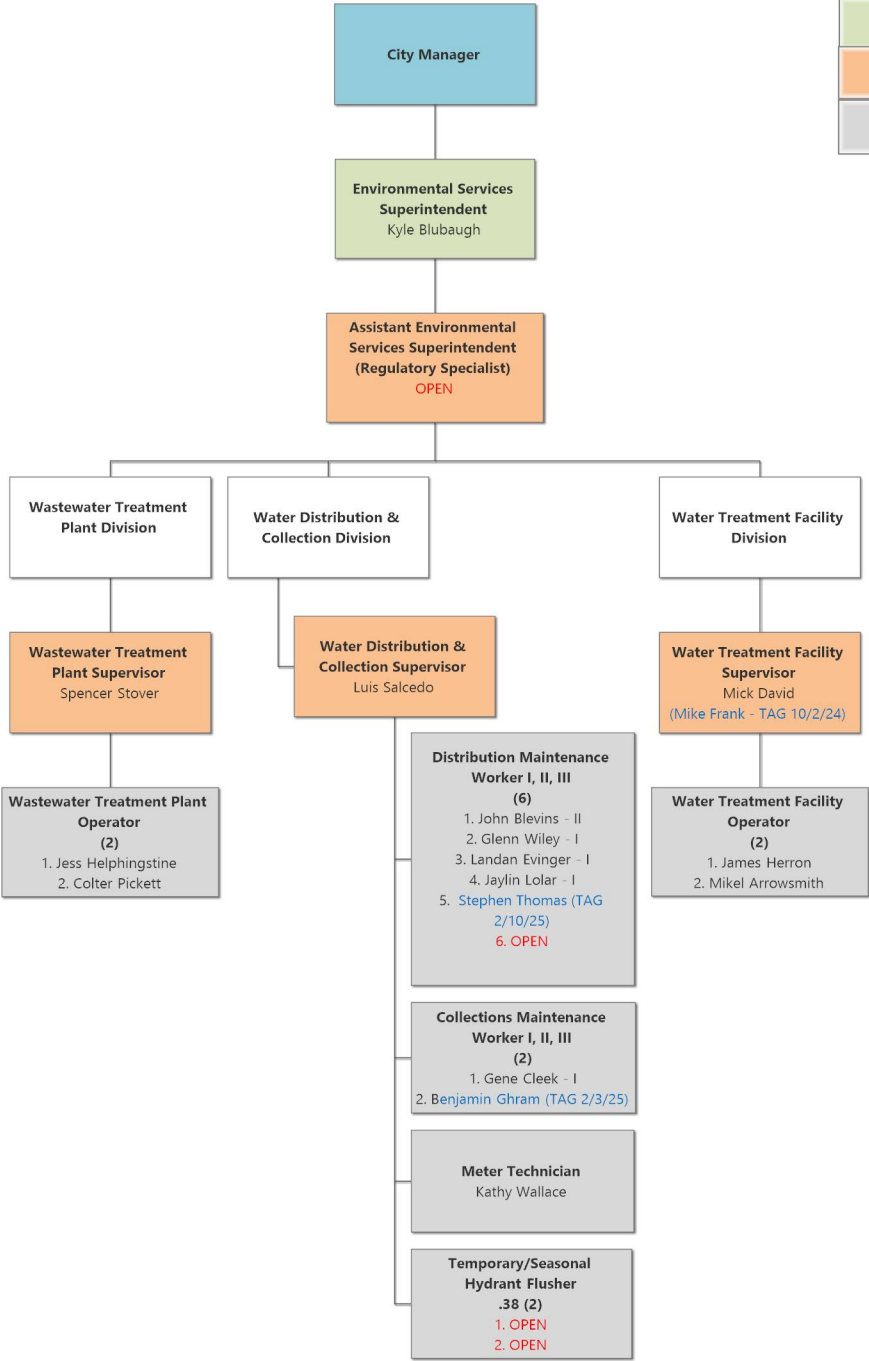 City Manager
Environmental Services
Superintendent
Kyle Blubaugh
Assistant Environmental
Services Superintendent
(Regulatory Specialist)
OPEN
Wastewater Treatment
Plant Division
Water Distribution &
Collection Division
Water Treatment Facility
Division
Wastewater Treatment
Plant Supervisor
Spencer Stover
Water Distribution &
Collection Supervisor
Luis Salcedo
Water Treatment Facility
Supervisor
Mick David
(Mike Frank - TAG 10/2/24)
Wastewater Treatment Plant
Operator
(2)
1. Jess Helphingstine
2. Colter Pickett
Distribution Maintenance
Worker I, II, III
(6)
1. John Blevins - II
2. Glenn Wiley - I
3. Landan Evinger - I
4. Jaylin Lolar - I
5. Stephen Thomas (TAG
2/10/25)
6. OPEN
Water Treatment Facility
Operator
(2)
1. James Herron
2. Mikel Arrowsmith
Collections Maintenance
Worker I, II, III
(2)
1. Gene Cleek - I
2. Benjamin Ghram (TAG 2/3/25)
Meter Technician
Kathy Wallace
Temporary/Seasonal
Hydrant Flusher
.38 (2)
1. OPEN
2. OPEN